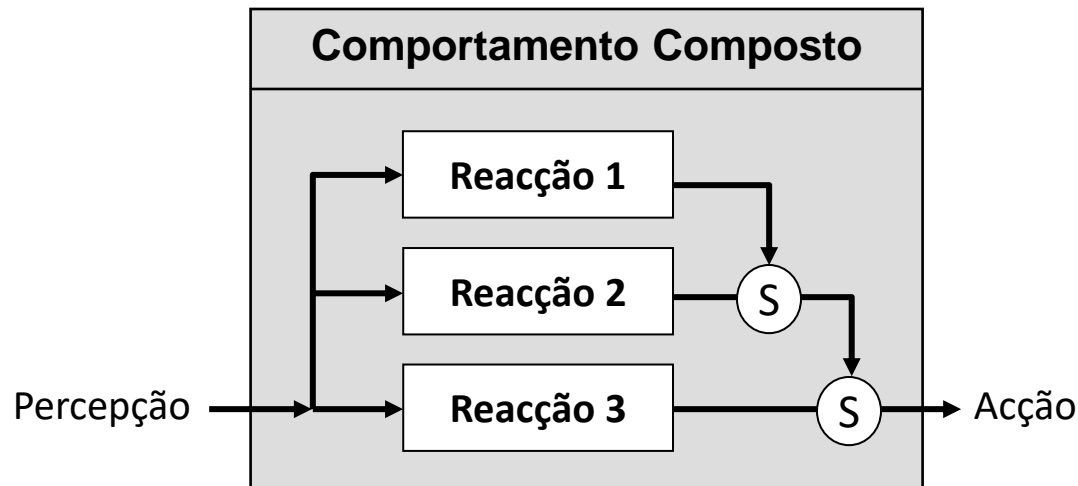 Comportamento Composto
Reacção 1
Reacção 2
S
Percepção
Reacção 3
S
Acção